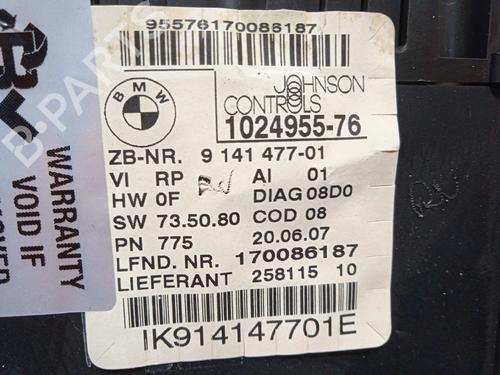 95576170086187
BMW
JOHNSON
CONTROLS
1024955-76
ZB-NR. 9 141 477-01
VI RP AI 01
HW 0F DIAG 08D0
SW 73.50.80 COD 08
PN 775 20.06.07
LFND. NR. 170086187
LIEFERANT 258115 10
IK914147701E
WARRANTY
VOID IF
B-PARTS